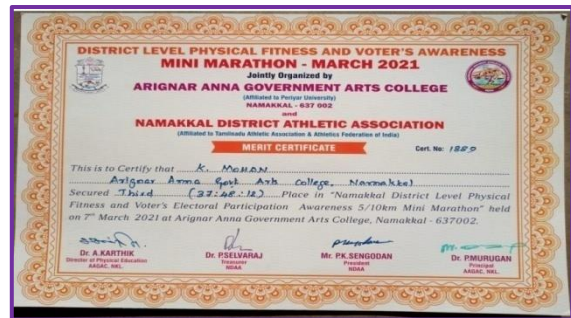 DISTRICT LEVEL PHYSICAL FITNESS AND VOTER'S AWARENESS
MINI MARATHON - MARCH 2021
Jointly Organized by
ARIGNAR ANNA GOVERNMENT ARTS COLLEGE
(Affiliated to Periyar University)
NAMAKKAL - 637 002
and
NAMAKKAL DISTRICT ATHLETIC ASSOCIATION
(Affiliated to Tamilnadu Athletic Association & Athletics Federation of India)
MERIT CERTIFICATE
Cert. No:
This is to Certify that K. MOHAN
Arignar Anna Govt Arts College, Namakkal
Secured Third (37:48:12) Place in "Namakkal District Level Physical
Fitness and Voter's Electoral Participation Awareness 5/10km Mini Marathon" held
on 7th March 2021 at Arignar Anna Government Arts College, Namakkal - 637002.
Dr. A.KARTHIK
Director of Physical Education
AAGAC, NKL.
Dr. P.SELVARAJ
Treasurer
NDAA
Mr. P.K.SENGODAN
President
NDAA
Dr. P.MURUGAN
Principal
AAGAC, NKL.